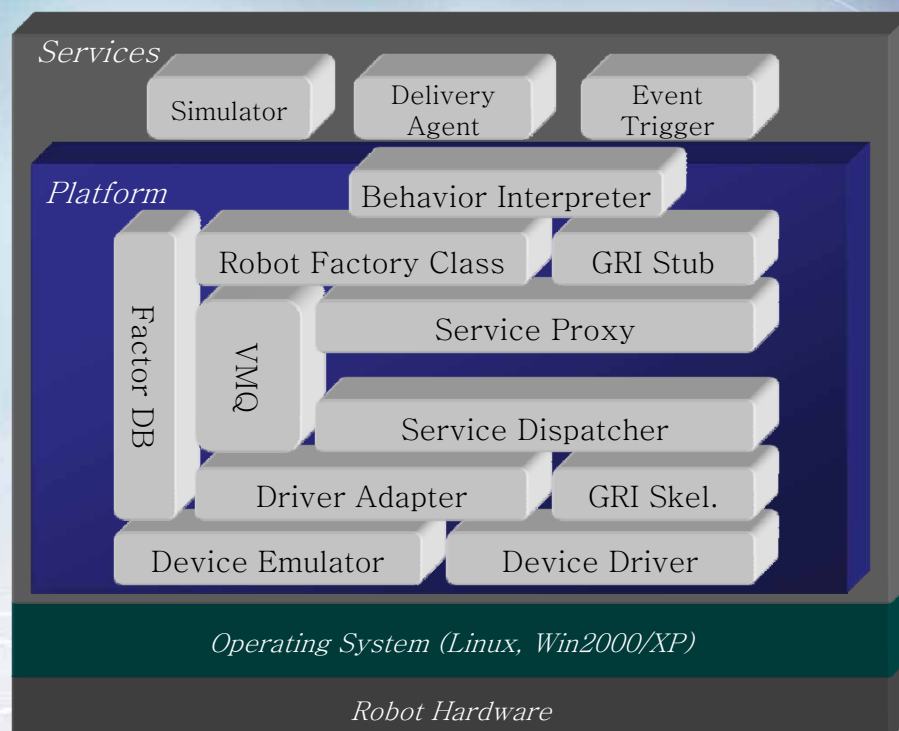 Services
Simulator
Delivery
Agent
Event
Trigger
Platform
Behavior Interpreter
Robot Factory Class
GRI Stub
Factor DB
VMQ
Service Proxy
Service Dispatcher
Driver Adapter
GRI Skel.
Device Emulator
Device Driver
Operating System (Linux, Win2000/XP)
Robot Hardware